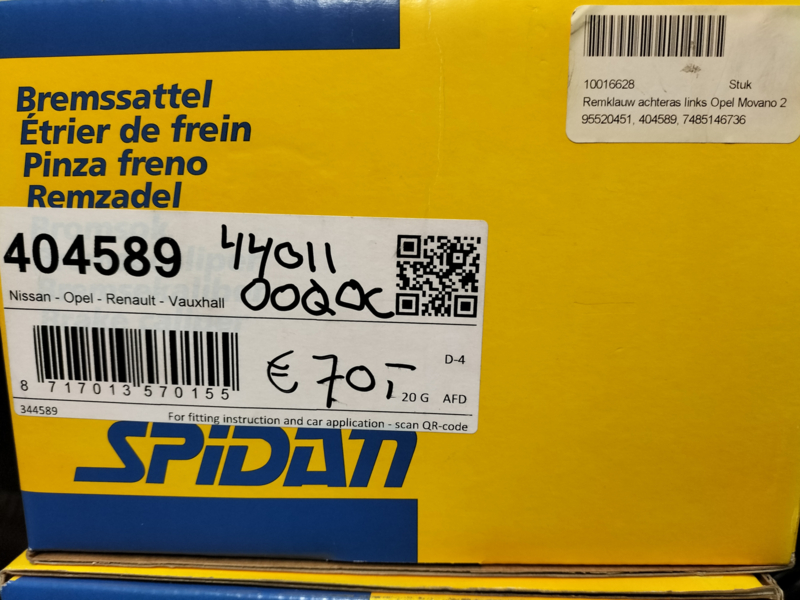 10016628 Stuk
Remklauw achteras links Opel Movano 2
95520451, 404589, 7485146736
Bremssattel
Étrier de frein
Pinza freno
Remzadel
404589
44011
0020C
Nissan - Opel - Renault - Vauxhall
8 717013 570155
€ 70,-
D-4
20 G AFD
344589
For fitting instruction and car application - scan QR-code
SPiDAN